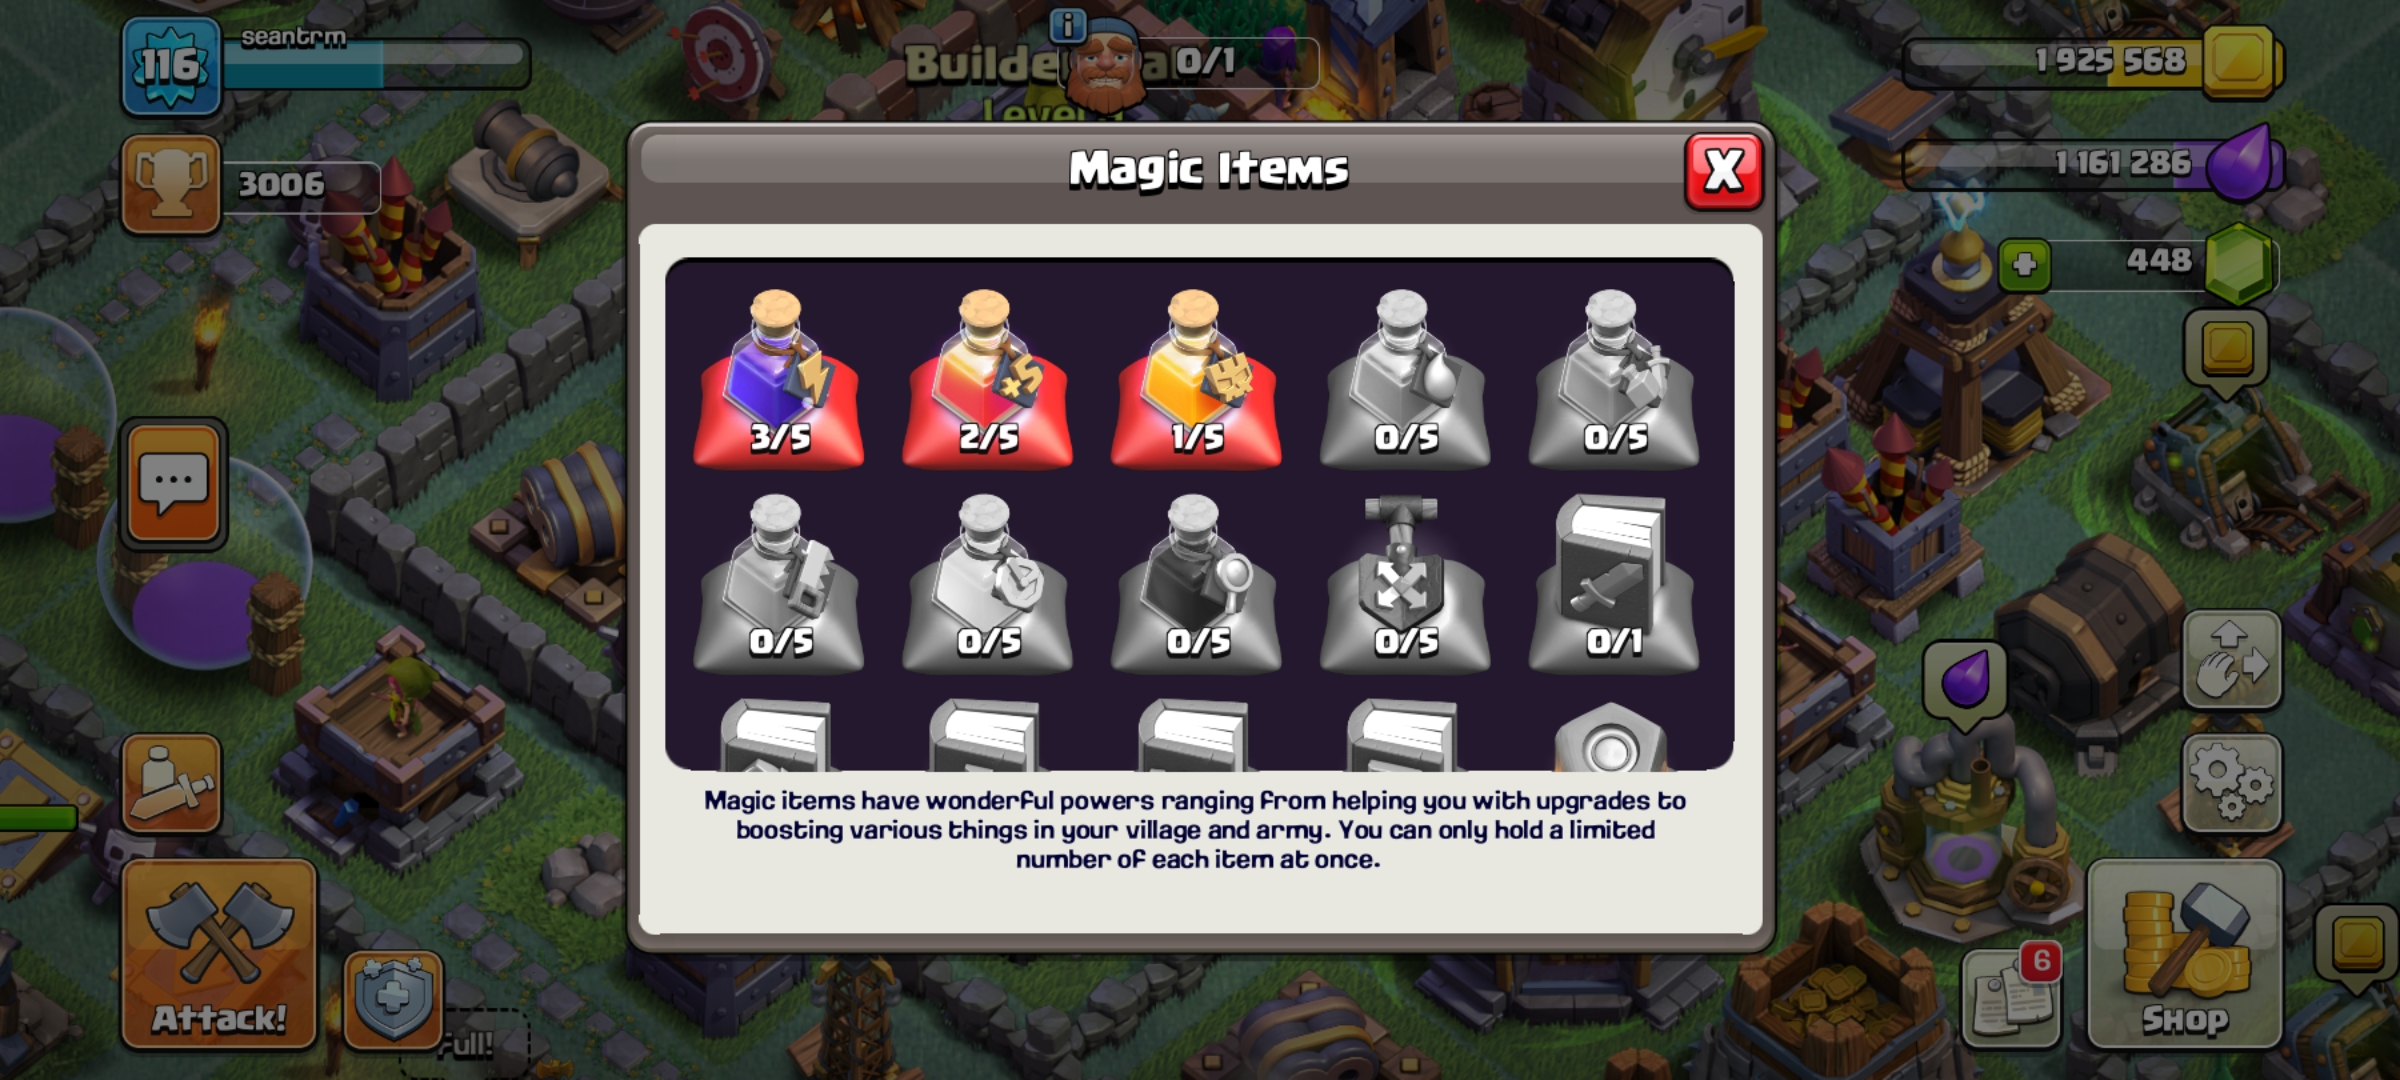 116
seantrm
Builde
a
0/1
Level
1 925 568
3006
1 161 286
448
Magic Items
X
3/5
2/5
1/5
0/5
0/5
0/5
0/5
0/5
0/5
0/1
Magic items have wonderful powers ranging from helping you with upgrades to
boosting various things in your village and army. You can only hold a limited
number of each item at once.
Attack!
Full!
6
Shop